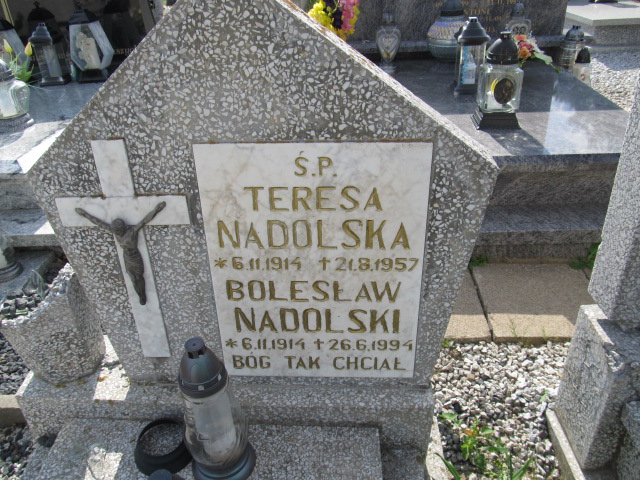 Ś.P.
TERESA
NADOLSKA
*6.11.1914 †21.8.1957
BOLESŁAW
NADOLSKI
*6.11.1914 †26.6.1994
BÓG TAK CHCIAŁ